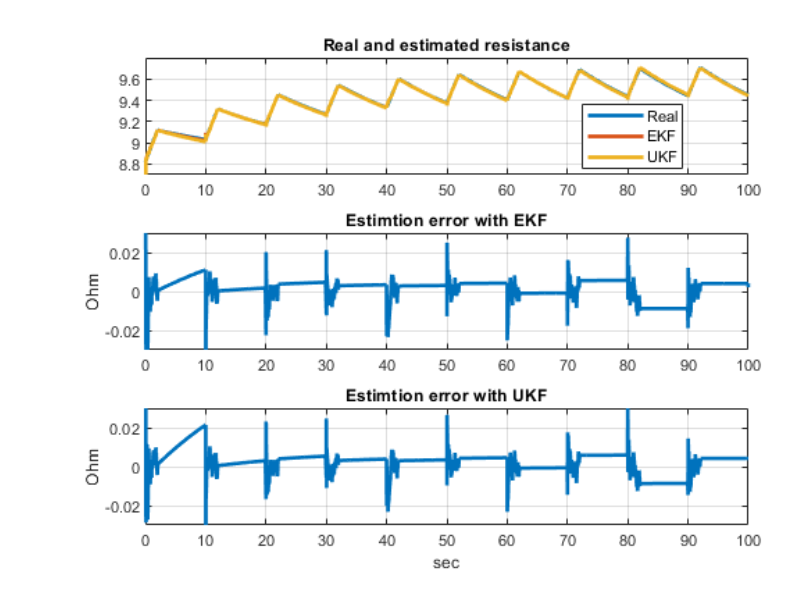 Real and estimated resistance
9.6
9.4
9.2
9
8.8
Real
EKF
UKF
0 10 20 30 40 50 60 70 80 90 100
Estimtion error with EKF
0.02
0
-0.02
Ohm
0 10 20 30 40 50 60 70 80 90 100
Estimtion error with UKF
0.02
0
-0.02
Ohm
0 10 20 30 40 50 60 70 80 90 100
sec